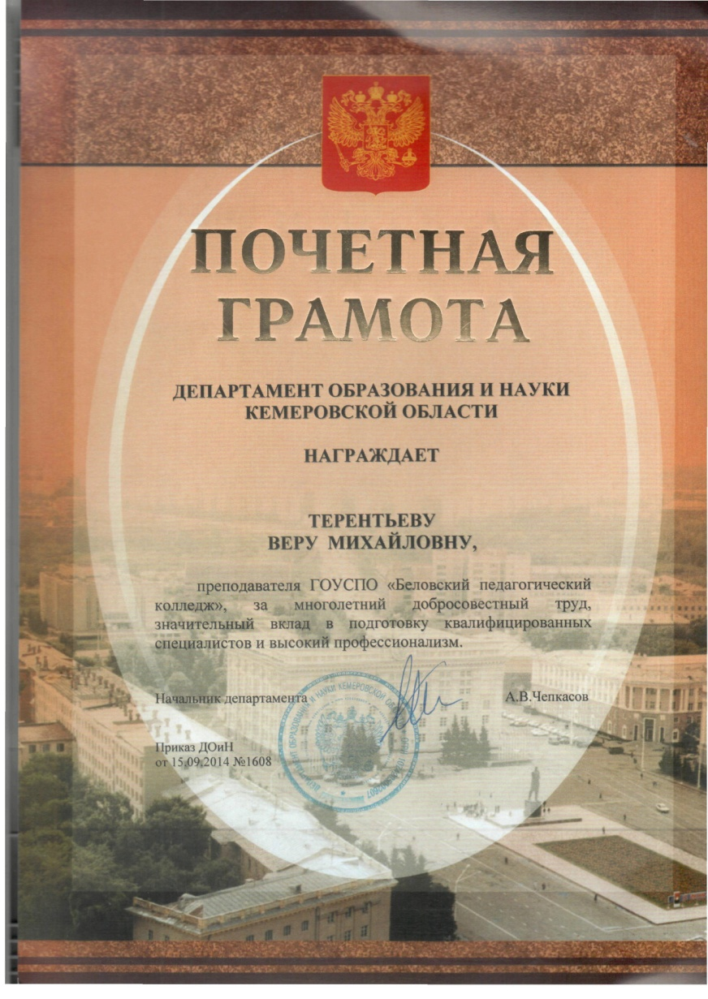 ПОЧЕТНАЯ
ГРАМОТА
ДЕПАРТАМЕНТ ОБРАЗОВАНИЯ И НАУКИ
КЕМЕРОВСКОЙ ОБЛАСТИ
НАГРАЖДАЕТ
ТЕРЕНТЬЕВУ
ВЕРУ МИХАЙЛОВНУ,
преподавателя ГОУСПО «Беловский педагогический
колледж», за многолетний добросовестный труд,
значительный вклад в подготовку квалифицированных
специалистов и высокий профессионализм.
Начальник департамента
А.В.Чепкасов
ДЕПАРТАМЕНТ ОБРАЗОВАНИЯ И НАУКИ КЕМЕРОВСКОЙ
Приказ ДОиН
от 15.09.2014 №1608